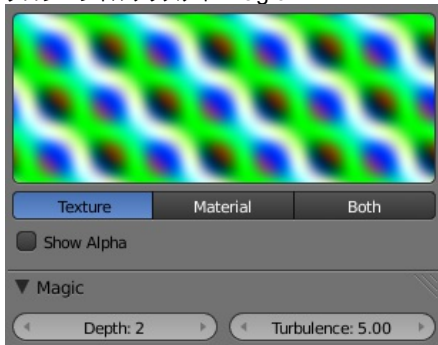 Texture Material Both
Show Alpha
Magic
Depth: 2 Turbulence: 5.00